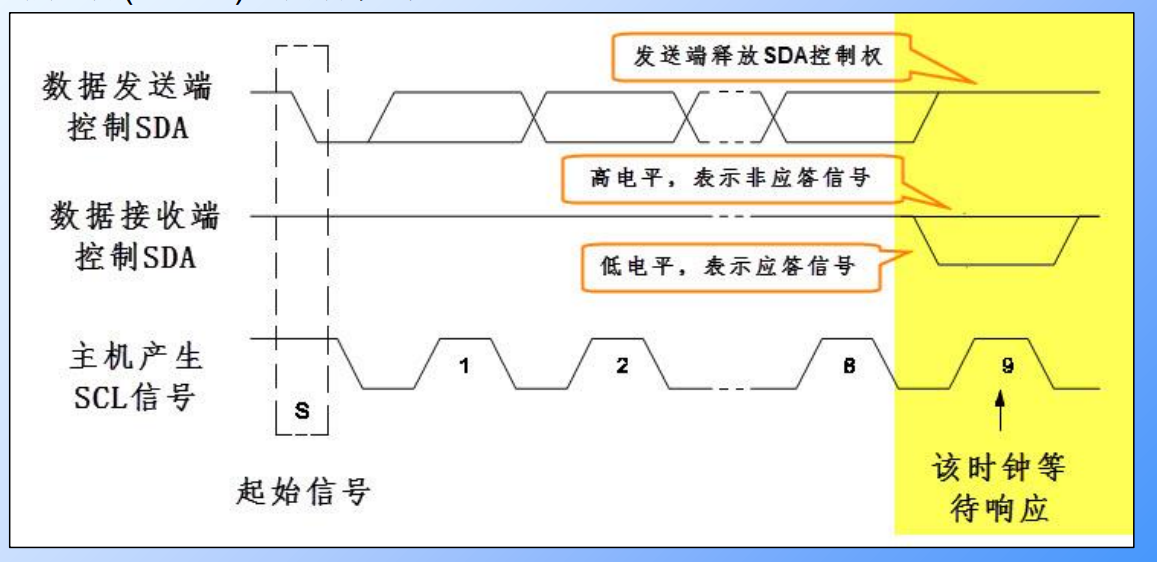 发送端释放SDA控制权
数据发送端
控制SDA
高电平，表示非应答信号
数据接收端
控制SDA
低电平，表示应答信号
主机产生
SCL信号
1
2
8
9
S
起始信号
该时钟等
待响应